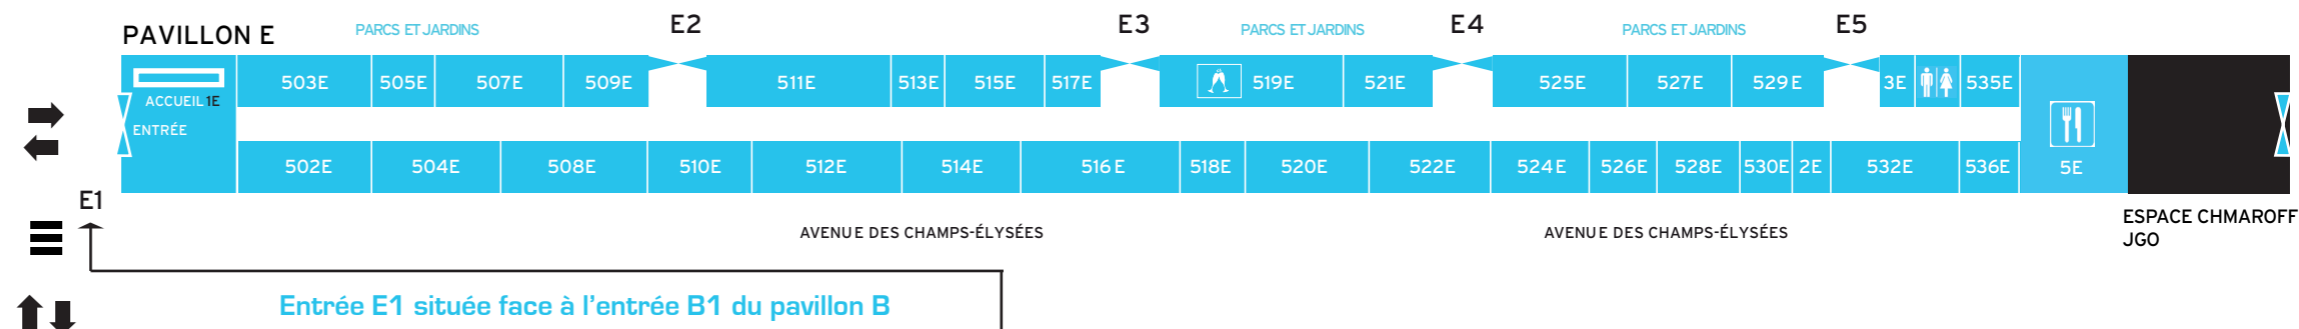 PAVILLON E
PARCS ET JARDINS
E2
E3
PARCS ET JARDINS
E4
PARCS ET JARDINS
E5
503E 505E 507E 509E 511E 513E 515E 517E 519E 521E 525E 527E 529 E 3E 535E
ACCUEIL 1E
ENTRÉE
502E 504E 508E 510E 512E 514E 516 E 518E 520E 522E 524 E 526E 528E 530E 2E 532E 536E 5E
E1
AVENUE DES CHAMPS-ÉLYSÉES
AVENUE DES CHAMPS-ÉLYSÉES
ESPACE CHMAROFF
JGO
Entrée E1 située face à l'entrée B1 du pavillon B